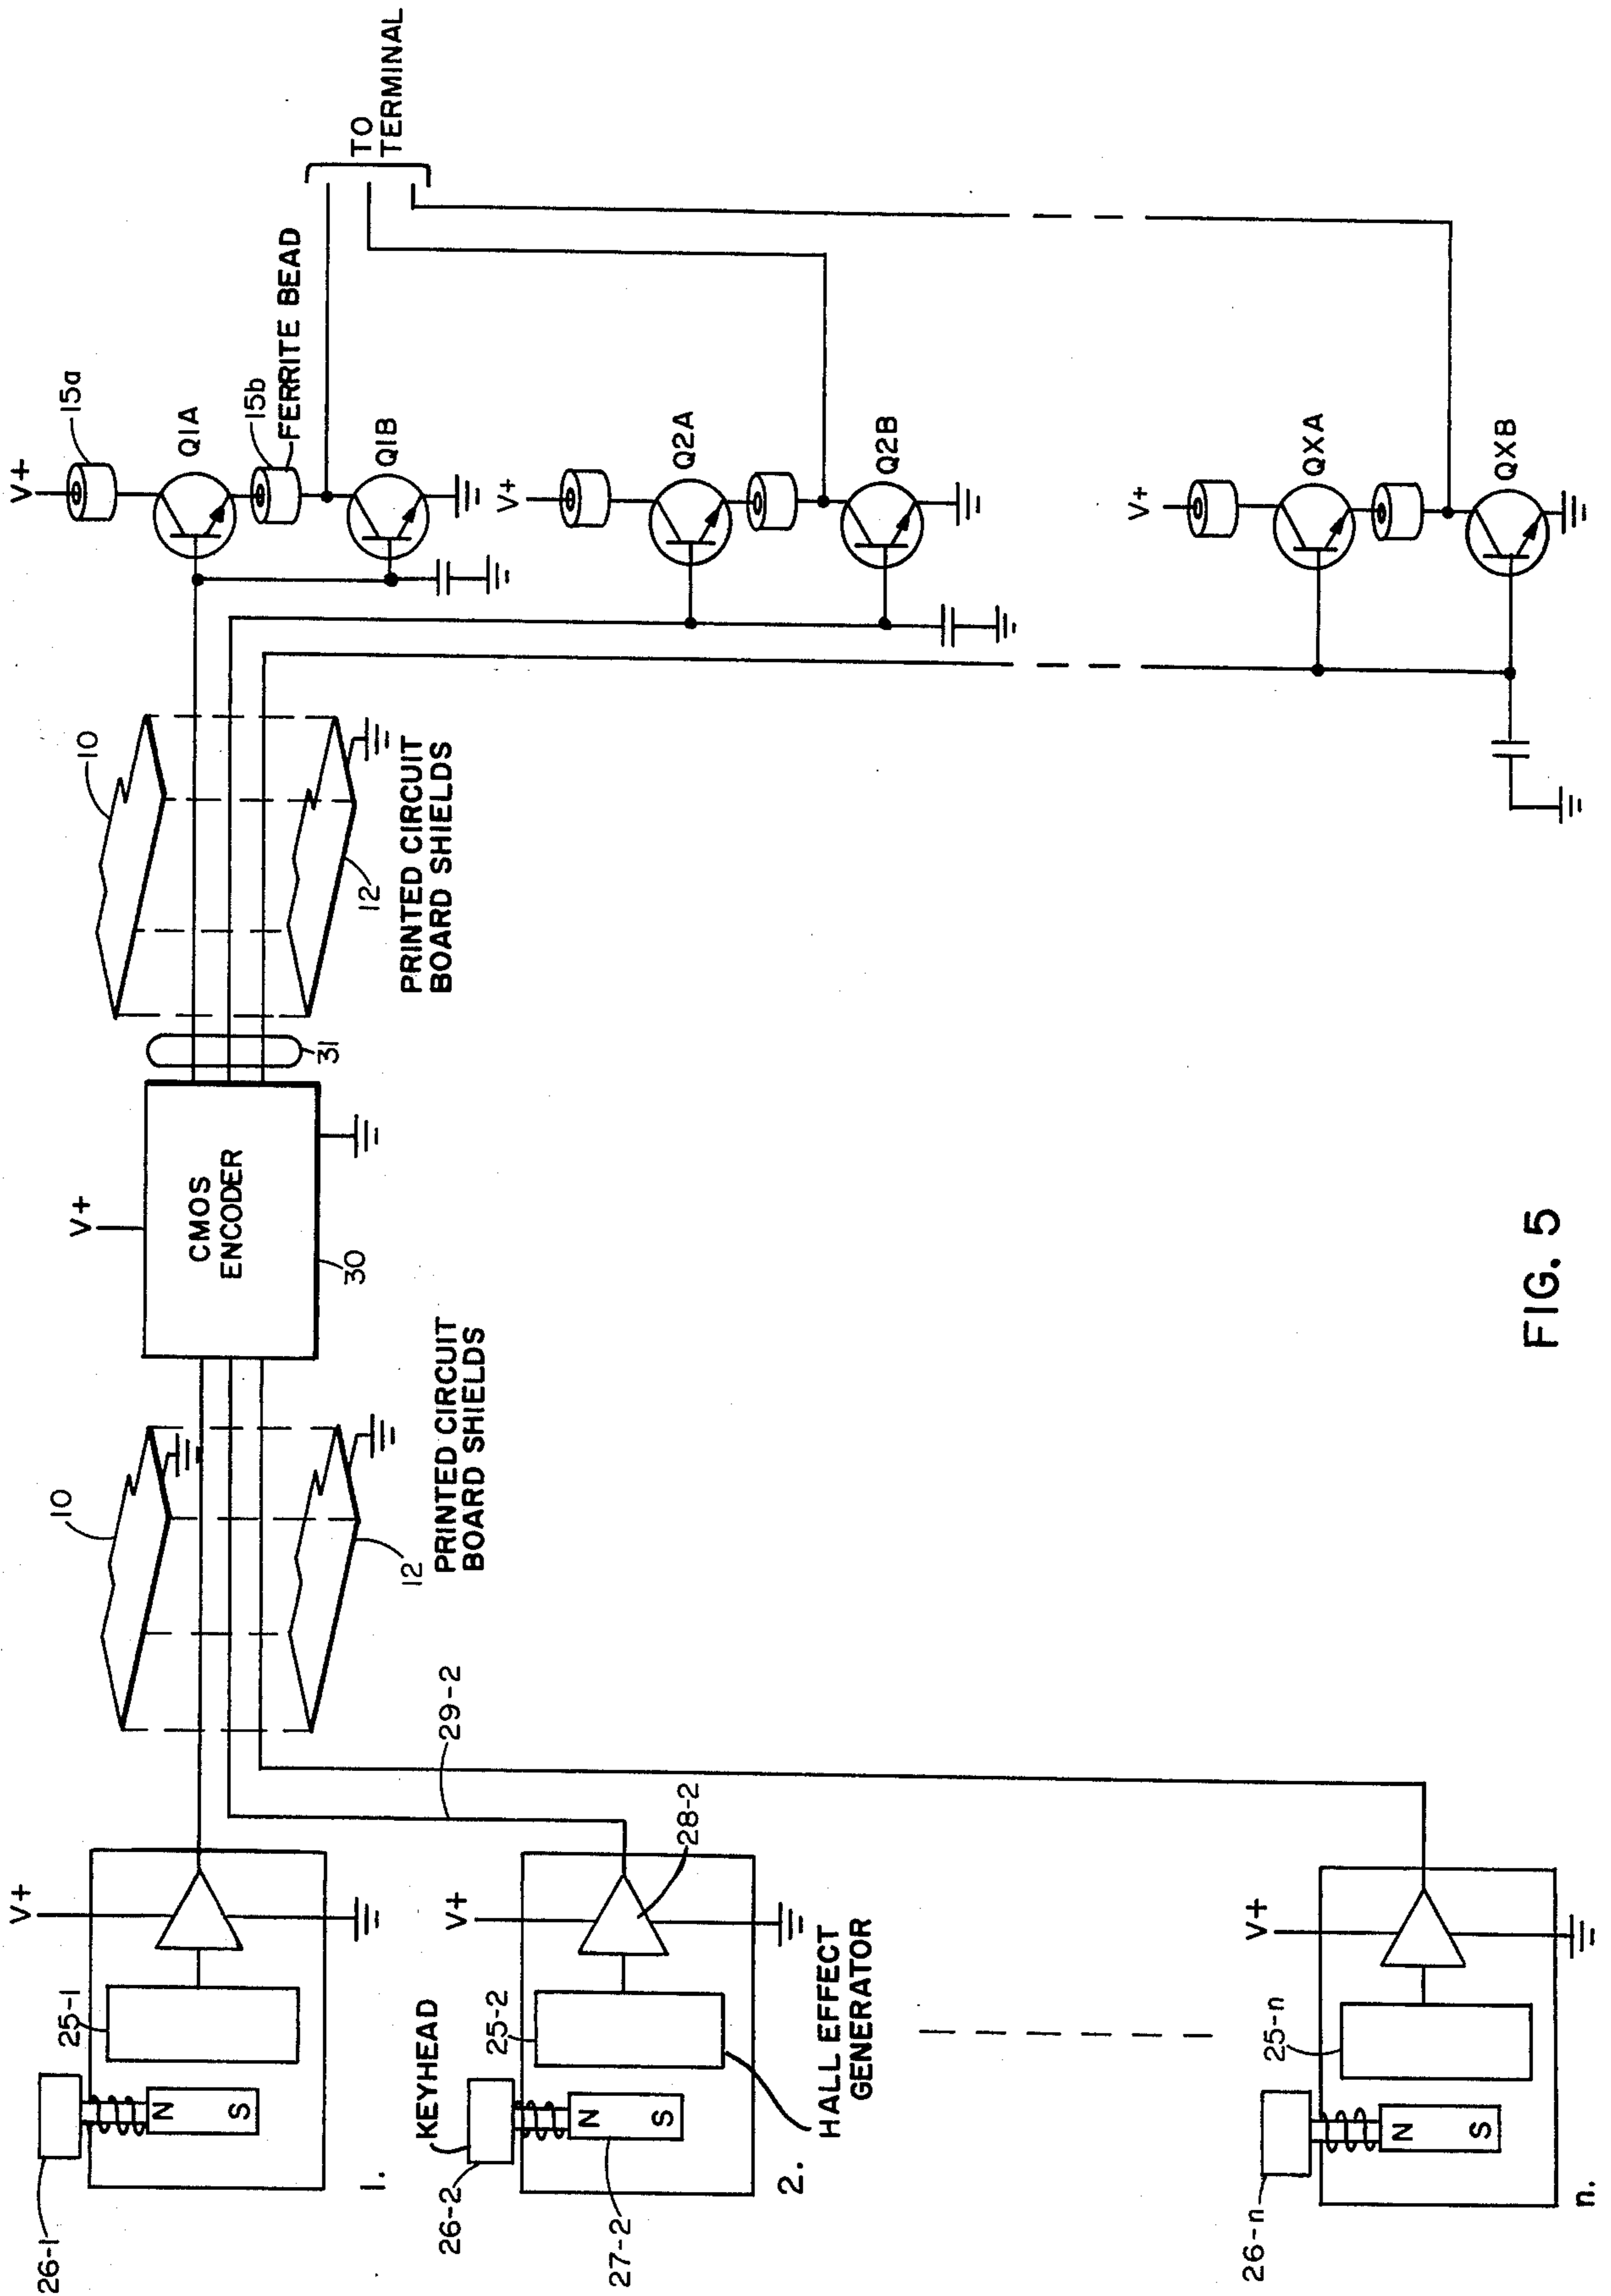 V+
15a
Q1A
15b
FERRITE BEAD
Q1B
TO
TERMINAL
V+
Q2A
Q2B
V+
QXA
QXB
10
12
PRINTED CIRCUIT
BOARD SHIELDS
31
V+
CMOS
ENCODER
30
10
12
PRINTED CIRCUIT
BOARD SHIELDS
29-2
V+
25-1
26-1
N
S
1.
V+
28-2
KEYHEAD
25-2
26-2
N
S
27-2
HALL EFFECT
GENERATOR
2.
V+
25-n
26-n
N
S
n.
FIG. 5